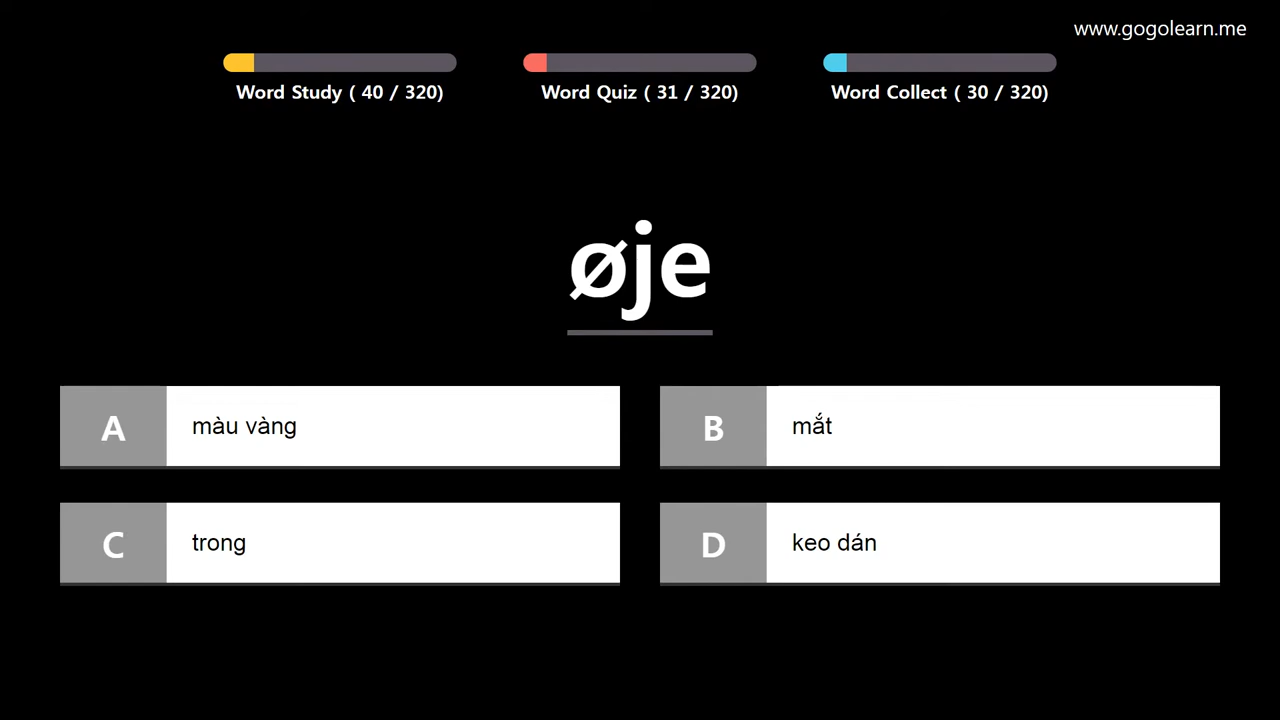 www.gogolearn.me
Word Study ( 40 / 320)
Word Quiz ( 31 / 320)
Word Collect ( 30 / 320)
øje
A
màu vàng
B
mắt
C
trong
D
keo dán